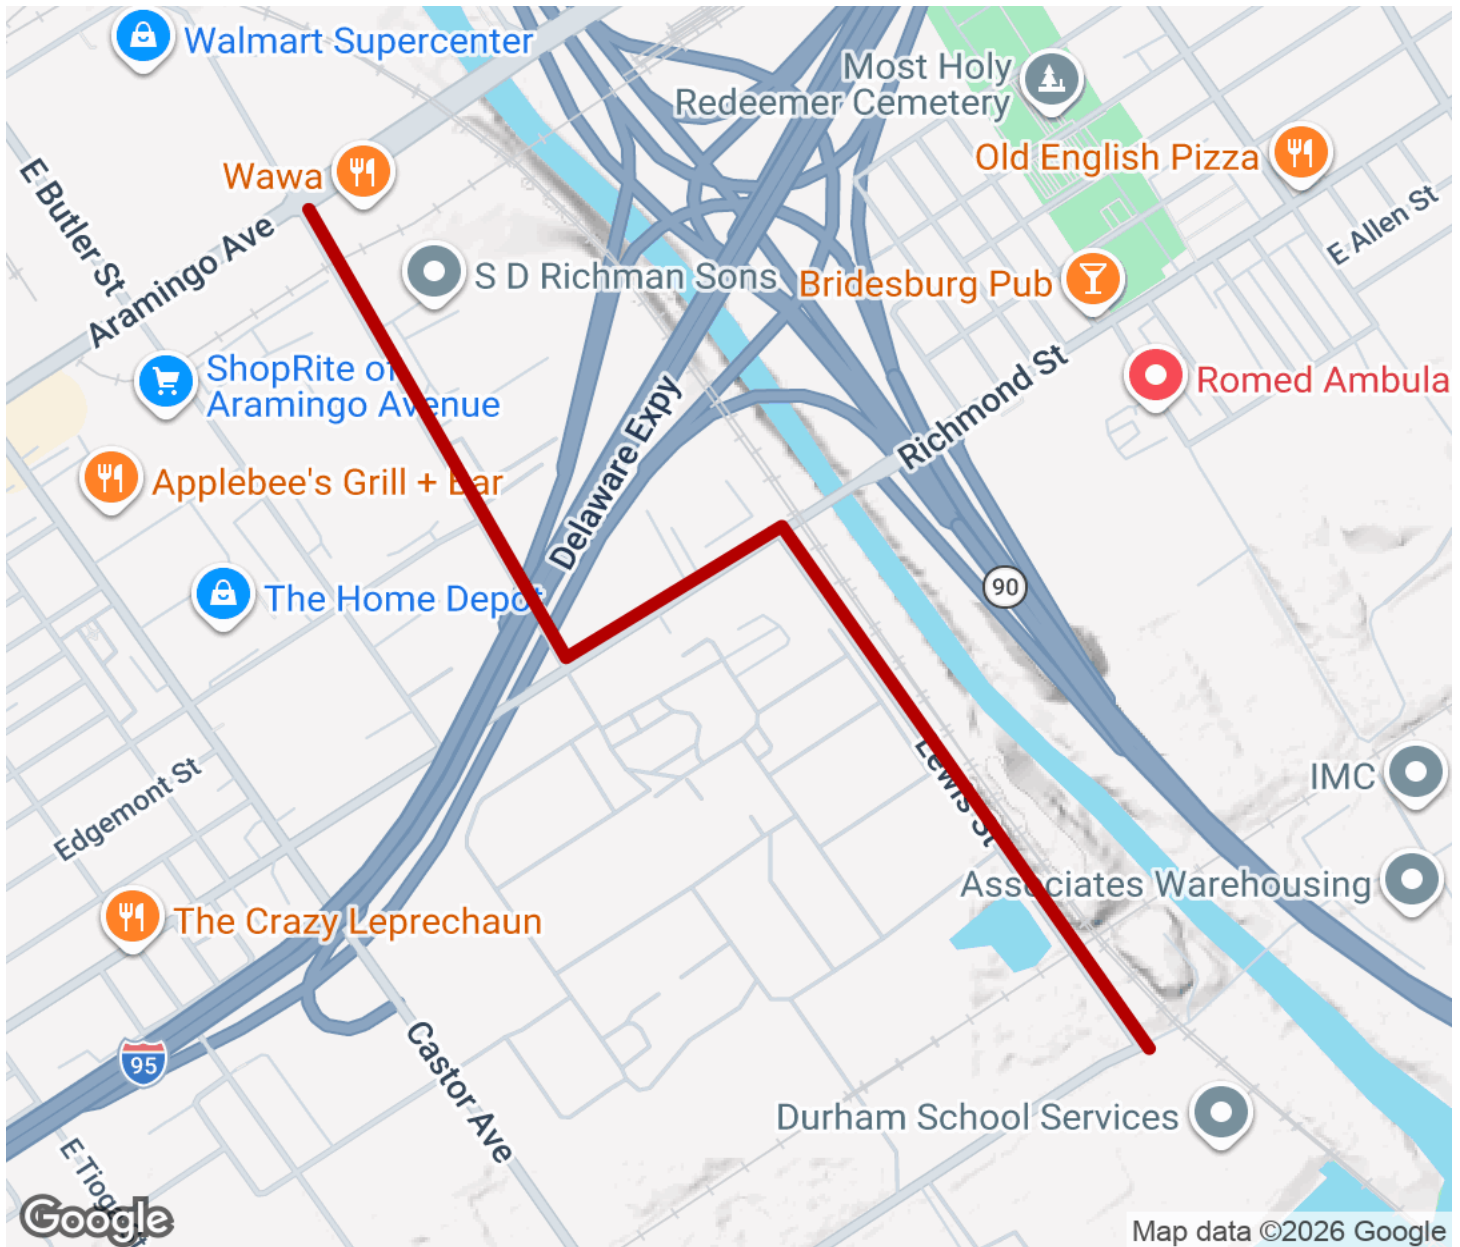 Walmart Supercenter
Most Holy
Redeemer Cemetery
Old English Pizza
Wawa
E Butler St
Aramingo Ave
E Allen St
S D Richman Sons
Bridesburg Pub
ShopRite of
Aramingo Avenue
Richmond St
Romed Ambula
Delaware Expy
Applebee's Grill + Bar
The Home Depot
90
Lewis St
IMC
Edgemont St
Associates Warehousing
The Crazy Leprechaun
95
Castor Ave
Durham School Services
E Tioga St
Google
Map data ©2026 Google